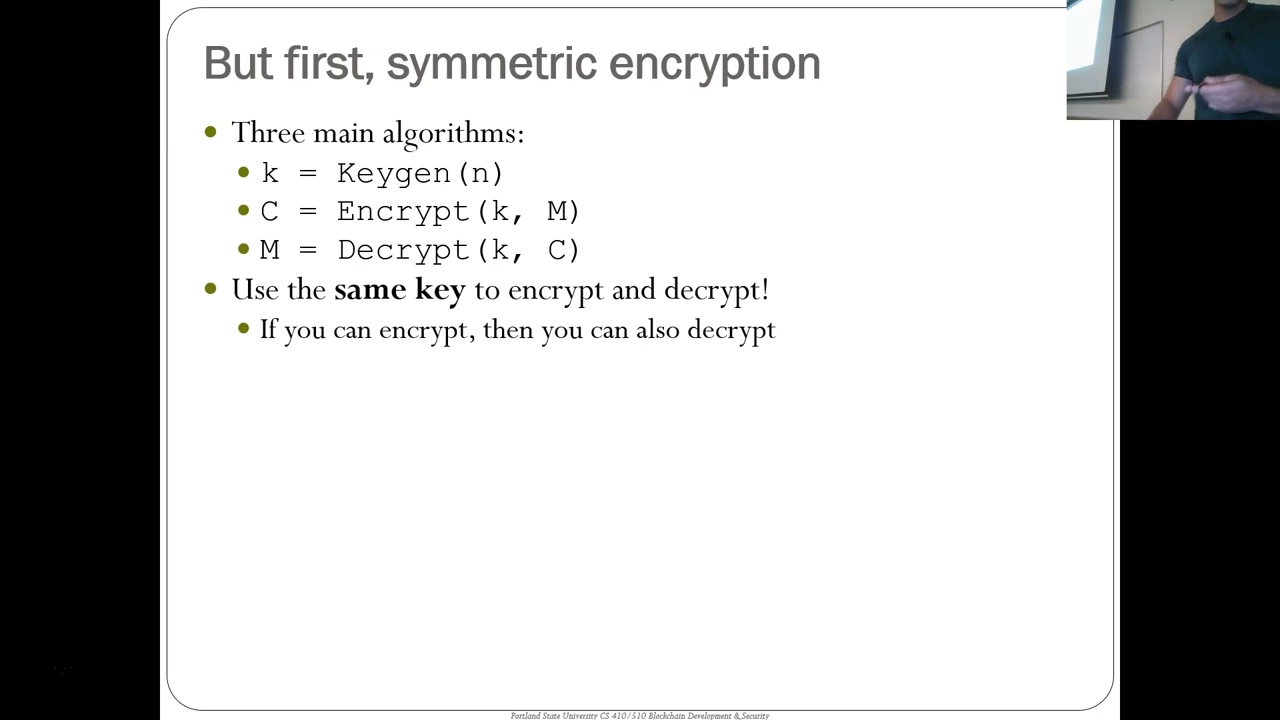 But first, symmetric encryption
Three main algorithms:
k = Keygen(n)
C = Encrypt(k, M)
M = Decrypt(k, C)
Use the same key to encrypt and decrypt!
If you can encrypt, then you can also decrypt
Portland State University CS 410/510 Blockchain Development & Security